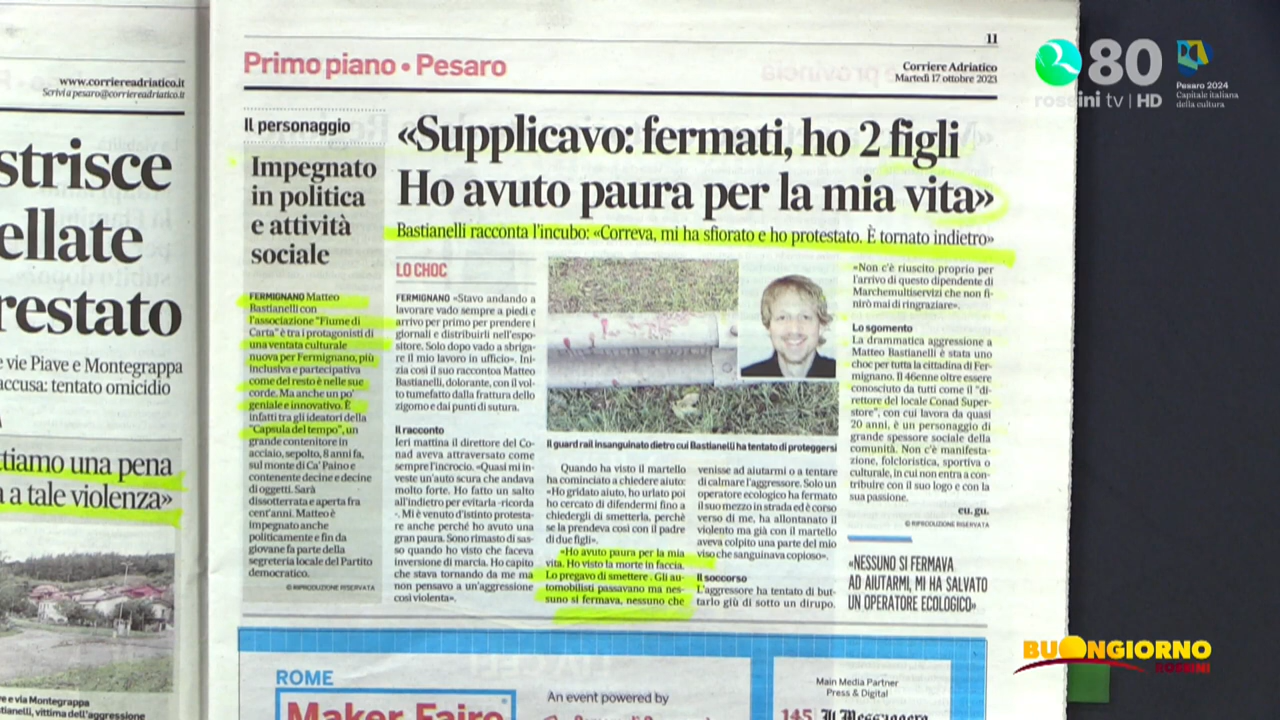 www.corriereadriatico.it
Scrivi a pesaro@corriereadriatico.it
strisce
ellate
restato
e vie Piave e Montegrappa
accusa: tentato omicidio
tiamo una pena
a tale violenza»
e e via Montegrappa
tianelli, vittima dell'aggressione
11
Primo piano • Pesaro
Corriere Adriatico
Martedì 17 ottobre 2023
Il personaggio
Impegnato
in politica
e attività
sociale
FERMIGNANO Matteo
Bastianelli con
l'associazione "Fiume di
Carta" è tra i protagonisti di
una ventata culturale
nuova per Fermignano, più
inclusiva e partecipativa
come del resto è nelle sue
corde. Ma anche un po'
geniale e innovativo. È
infatti tra gli ideatori della
"Capsula del tempo", un
grande contenitore in
acciaio, sepolto, 8 anni fa,
sul monte di Ca' Paino e
contenente decine e decine
di oggetti. Sarà
dissotterrata e aperta fra
cent'anni. Matteo è
impegnato anche
politicamente e fin da
giovane fa parte della
segreteria locale del Partito
democratico.
© RIPRODUZIONE RISERVATA
«Supplicavo: fermati, ho 2 figli
Ho avuto paura per la mia vita»
Bastianelli racconta l'incubo: «Correva, mi ha sfiorato e ho protestato. È tornato indietro»
LO CHOC
FERMIGNANO «Stavo andando a
lavorare vado sempre a piedi e
arrivo per primo per prendere i
giornali e distribuirli nell'espo-
sitore. Solo dopo vado a sbriga-
re il mio lavoro in ufficio». Ini-
zia così il suo raccontoa Matteo
Bastianelli, dolorante, con il vol-
to tumefatto dalla frattura dello
zigomo e dai punti di sutura.
Il racconto
Ieri mattina il direttore del Co-
nad aveva attraversato come
sempre l'incrocio. «Quasi mi in-
veste un'auto scura che andava
molto forte. Ho fatto un salto
all'indietro per evitarla -ricorda
-. Mi è venuto d'istinto protesta-
re anche perché ho avuto una
gran paura. Sono rimasto di sas-
so quando ho visto che faceva
inversione di marcia. Ho capito
che stava tornando da me ma
non pensavo a un'aggressione
così violenta».
Il guard rail insanguinato dietro cui Bastianelli ha tentato di proteggersi
Quando ha visto il martello
ha cominciato a chiedere aiuto:
«Ho gridato aiuto, ho urlato poi
ho cercato di difendermi fino a
chiedergli di smetterla, perchè
se la prendeva così con il padre
di due figli».
«Ho avuto paura per la mia
vita. Ho visto la morte in faccia.
Lo pregavo di smettere . Gli au-
tomobilisti passavano ma nes-
suno si fermava, nessuno che
venisse ad aiutarmi o a tentare
di calmare l'aggressore. Solo un
operatore ecologico ha fermato
il suo mezzo in strada ed è corso
verso di me, ha allontanato il
violento ma già con il martello
aveva colpito una parte del mio
viso che sanguinava copioso».
Il soccorso
L'aggressore ha tentato di but-
tarlo giù di sotto un dirupo.
«Non c'è riuscito proprio per
l'arrivo di questo dipendente di
Marchemultiservizi che non fi-
nirò mai di ringraziare».
Lo sgomento
La drammatica aggressione a
Matteo Bastianelli è stata uno
choc per tutta la cittadina di Fer-
mignano. Il 46enne oltre essere
conosciuto da tutti come il "di-
rettore del locale Conad Super-
store", con cui lavora da quasi
20 anni, è un personaggio di
grande spessore sociale della
comunità. Non c'è manifesta-
zione, folcloristica, sportiva o
culturale, in cui non entra a con-
tribuire con il suo logo e con la
sua passione.
eu. gu.
© RIPRODUZIONE RISERVATA
«NESSUNO SI FERMAVA
AD AIUTARMI, MI HA SALVATO
UN OPERATORE ECOLOGICO»
ROME
Maker Faire
An event powered by
Main Media Partner
Press & Digital
145 Il Messaggero
80
rossini tv | HD
Pesaro 2024
Capitale italiana
della cultura
BUONGIORNO
ROSSINI